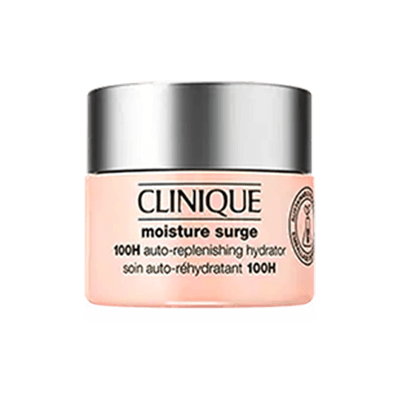 CLINIQUE
moisture surge
100H auto-replenishing hydrator
soin auto-réhydratant 100H